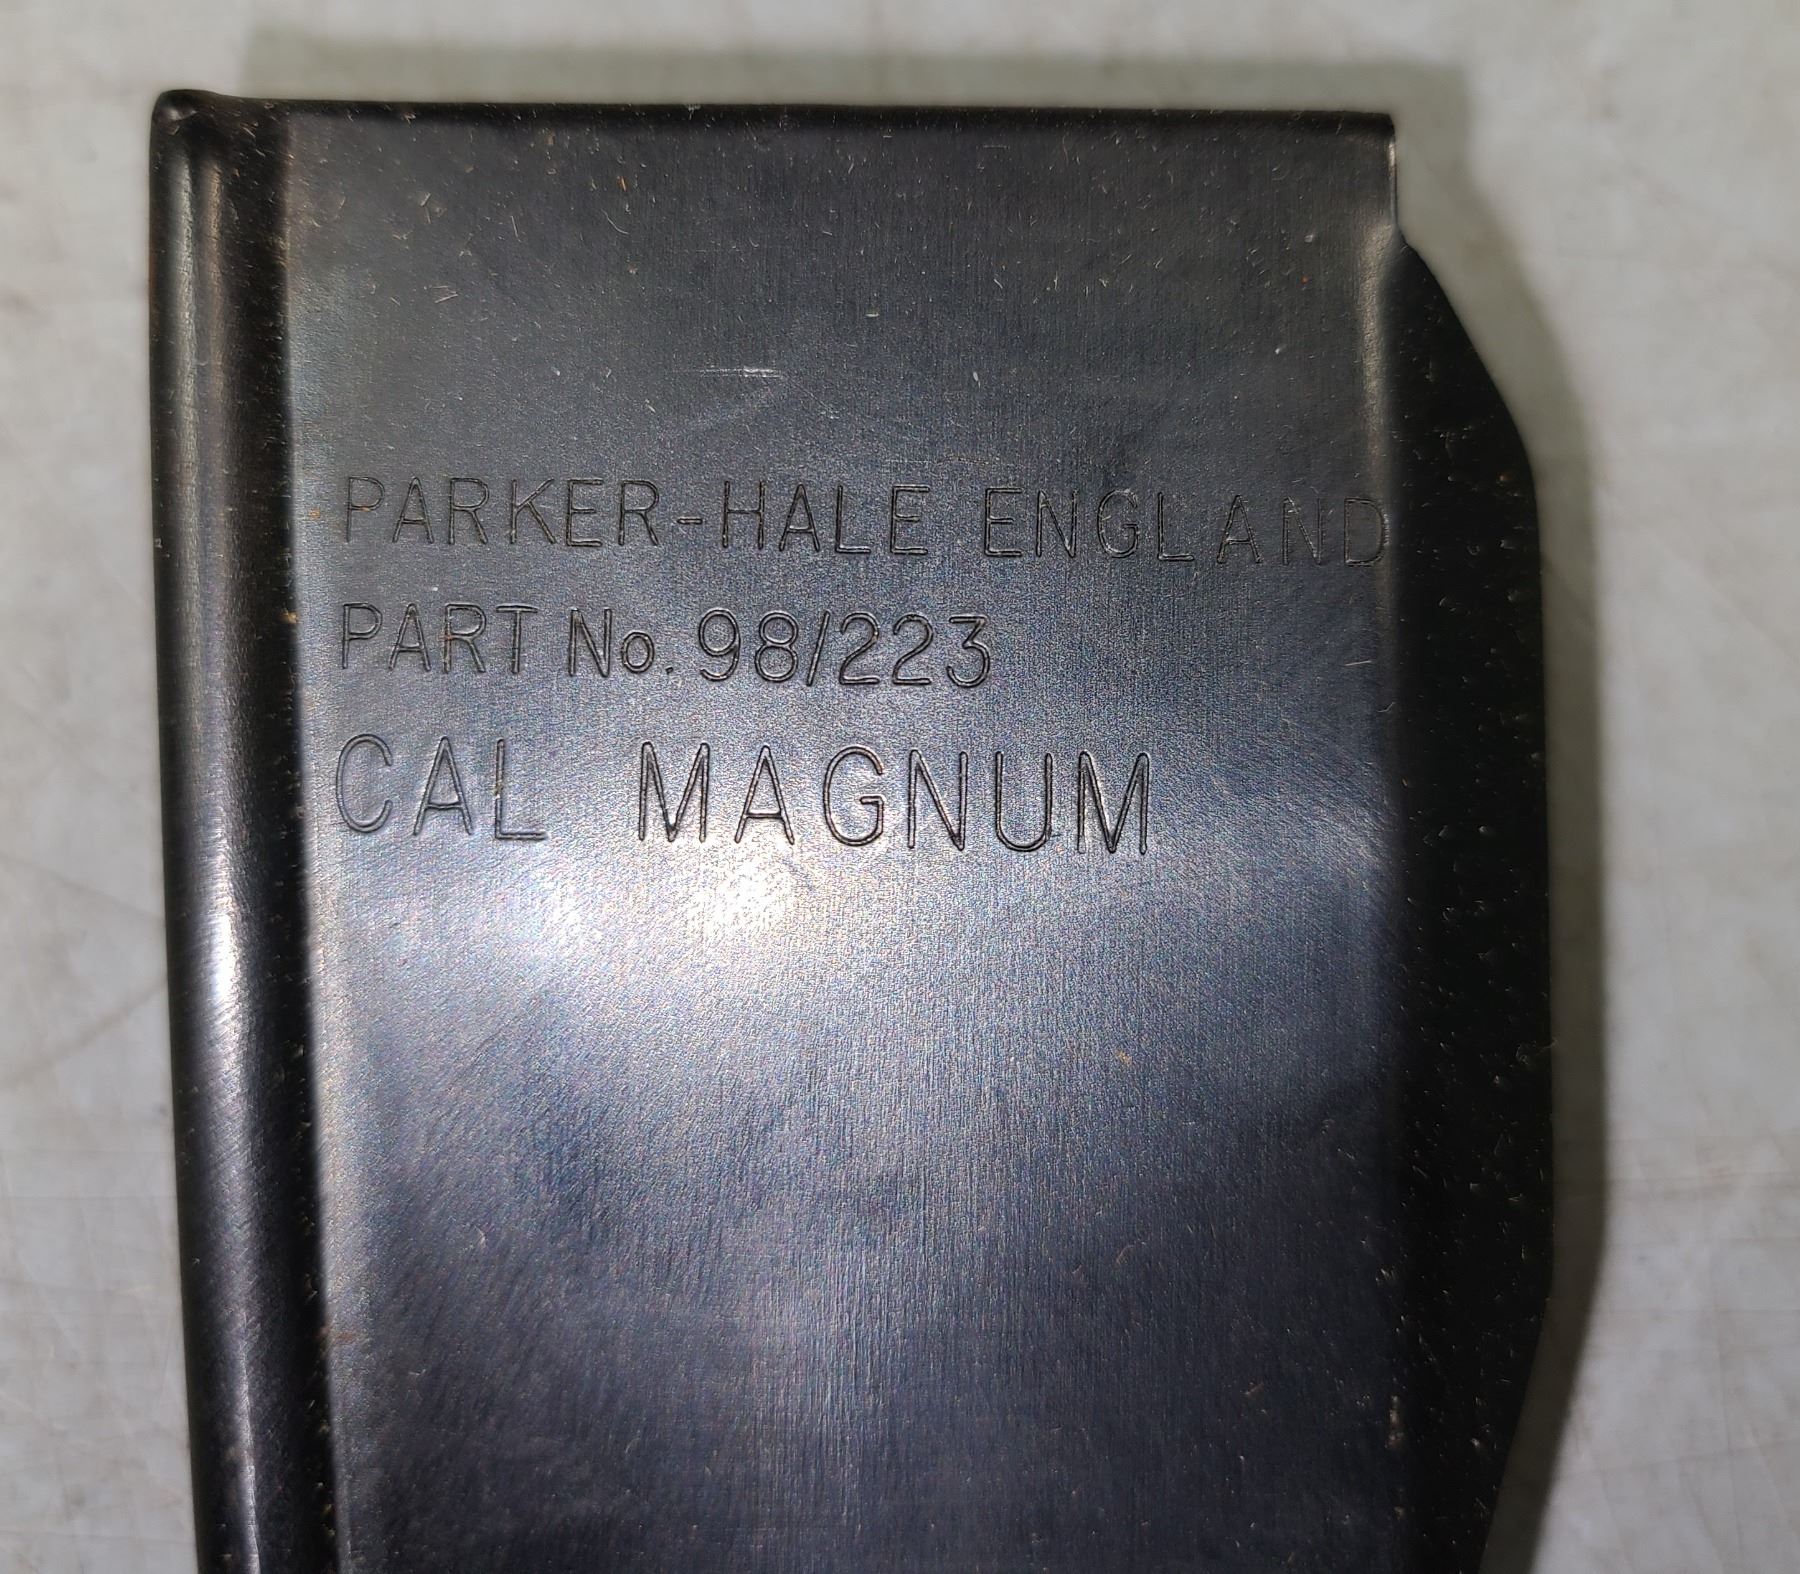 PARKER-HALE ENGLAND
PART No. 98/223
CAL MAGNUM